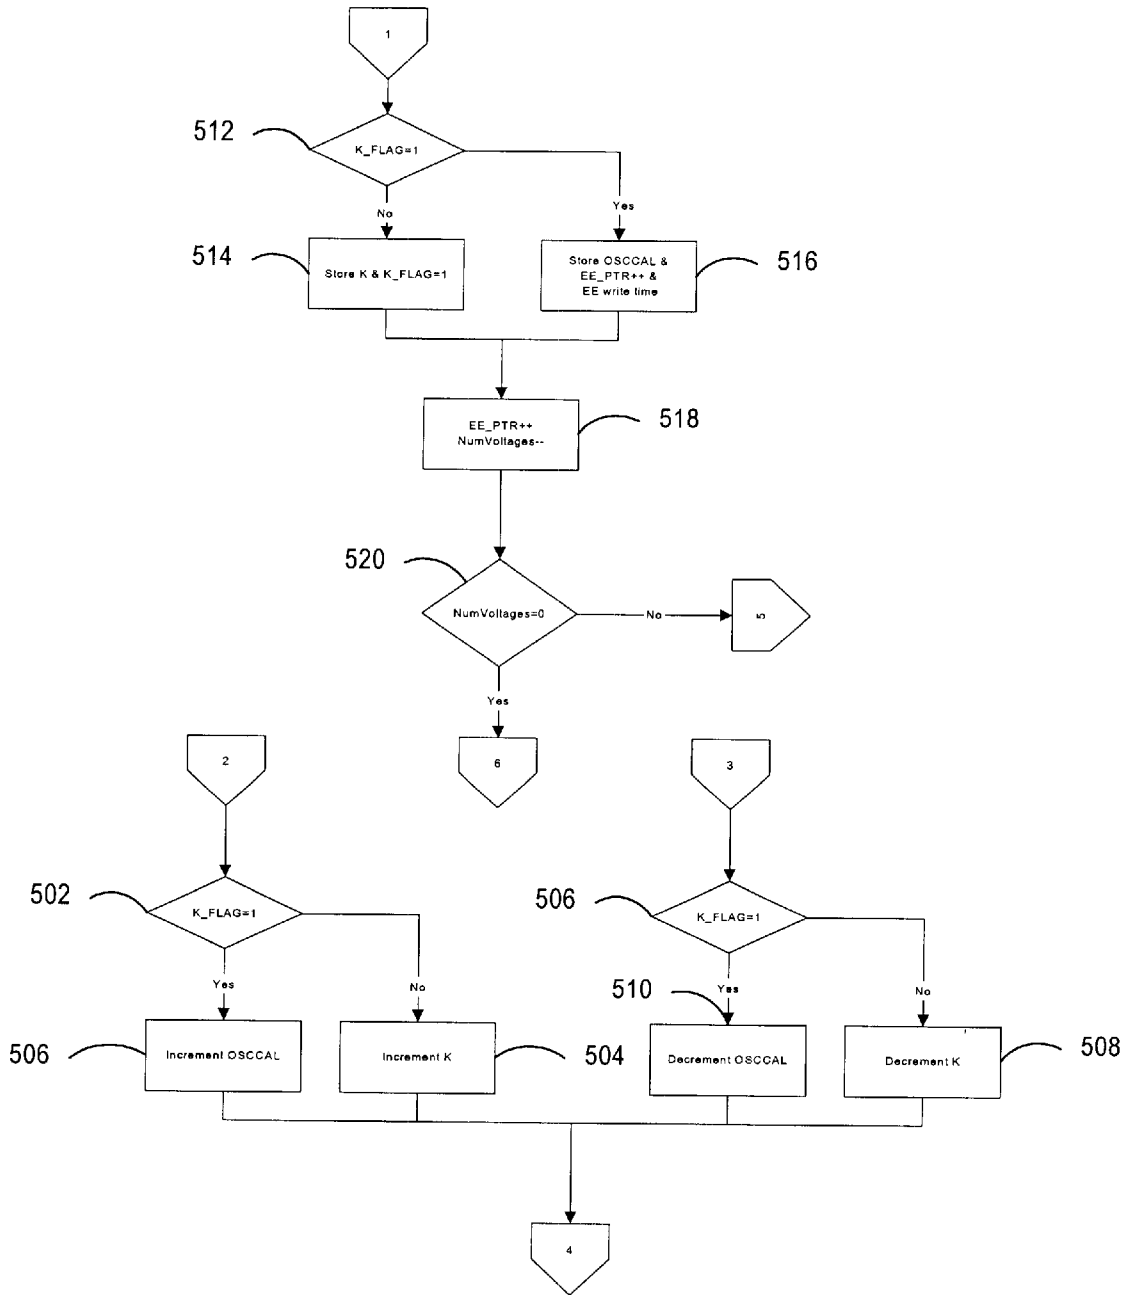 1
512
K_FLAG=1
No
Yes
514
Store K & K_FLAG=1
Store OSCCAL &
EE_PTR++ &
EE write time
516
EE_PTR++
NumVoltages--
518
520
NumVoltages=0
No
5
Yes
6
2
3
502
K_FLAG=1
506
K_FLAG=1
Yes
No
510
Yes
No
506
Increment OSCCAL
Increment K
504
Decrement OSCCAL
Decrement K
508
4